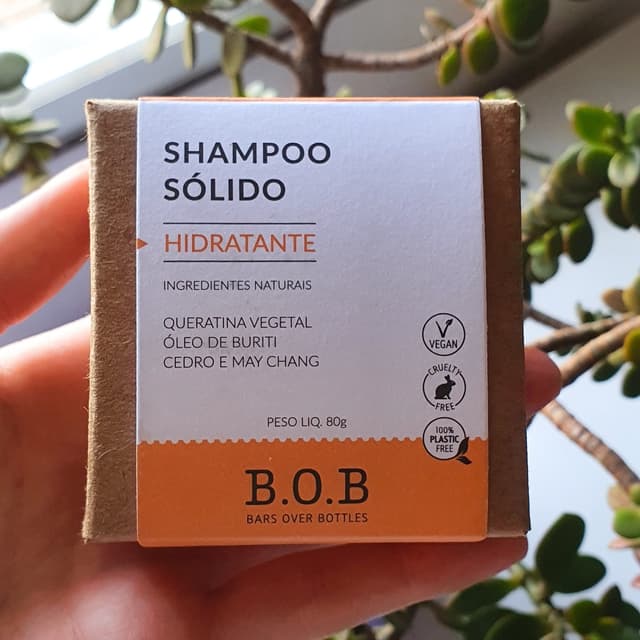 SHAMPOO
SÓLIDO
HIDRATANTE
INGREDIENTES NATURAIS
QUERATINA VEGETAL
ÓLEO DE BURITI
CEDRO E MAY CHANG
VEGAN
CRUELTY
FREE
PESO LIQ. 80g
100%
PLASTIC
FREE
B.O.B
BARS OVER BOTTLES